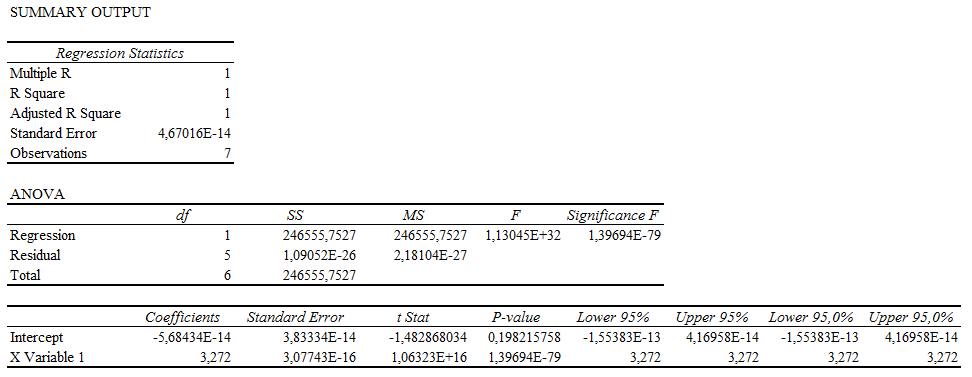 SUMMARY OUTPUT
Regression Statistics
Multiple R 1
R Square 1
Adjusted R Square 1
Standard Error 4,67016E-14
Observations 7
ANOVA
df SS MS F Significance F
Regression 1 246555,7527 246555,7527 1,13045E+32 1,39694E-79
Residual 5 1,09052E-26 2,18104E-27
Total 6 246555,7527
Coefficients Standard Error t Stat P-value Lower 95% Upper 95% Lower 95,0% Upper 95,0%
Intercept -5,68434E-14 3,83334E-14 -1,482868034 0,198215758 -1,55383E-13 4,16958E-14 -1,55383E-13 4,16958E-14
X Variable 1 3,272 3,07743E-16 1,06323E+16 1,39694E-79 3,272 3,272 3,272 3,272